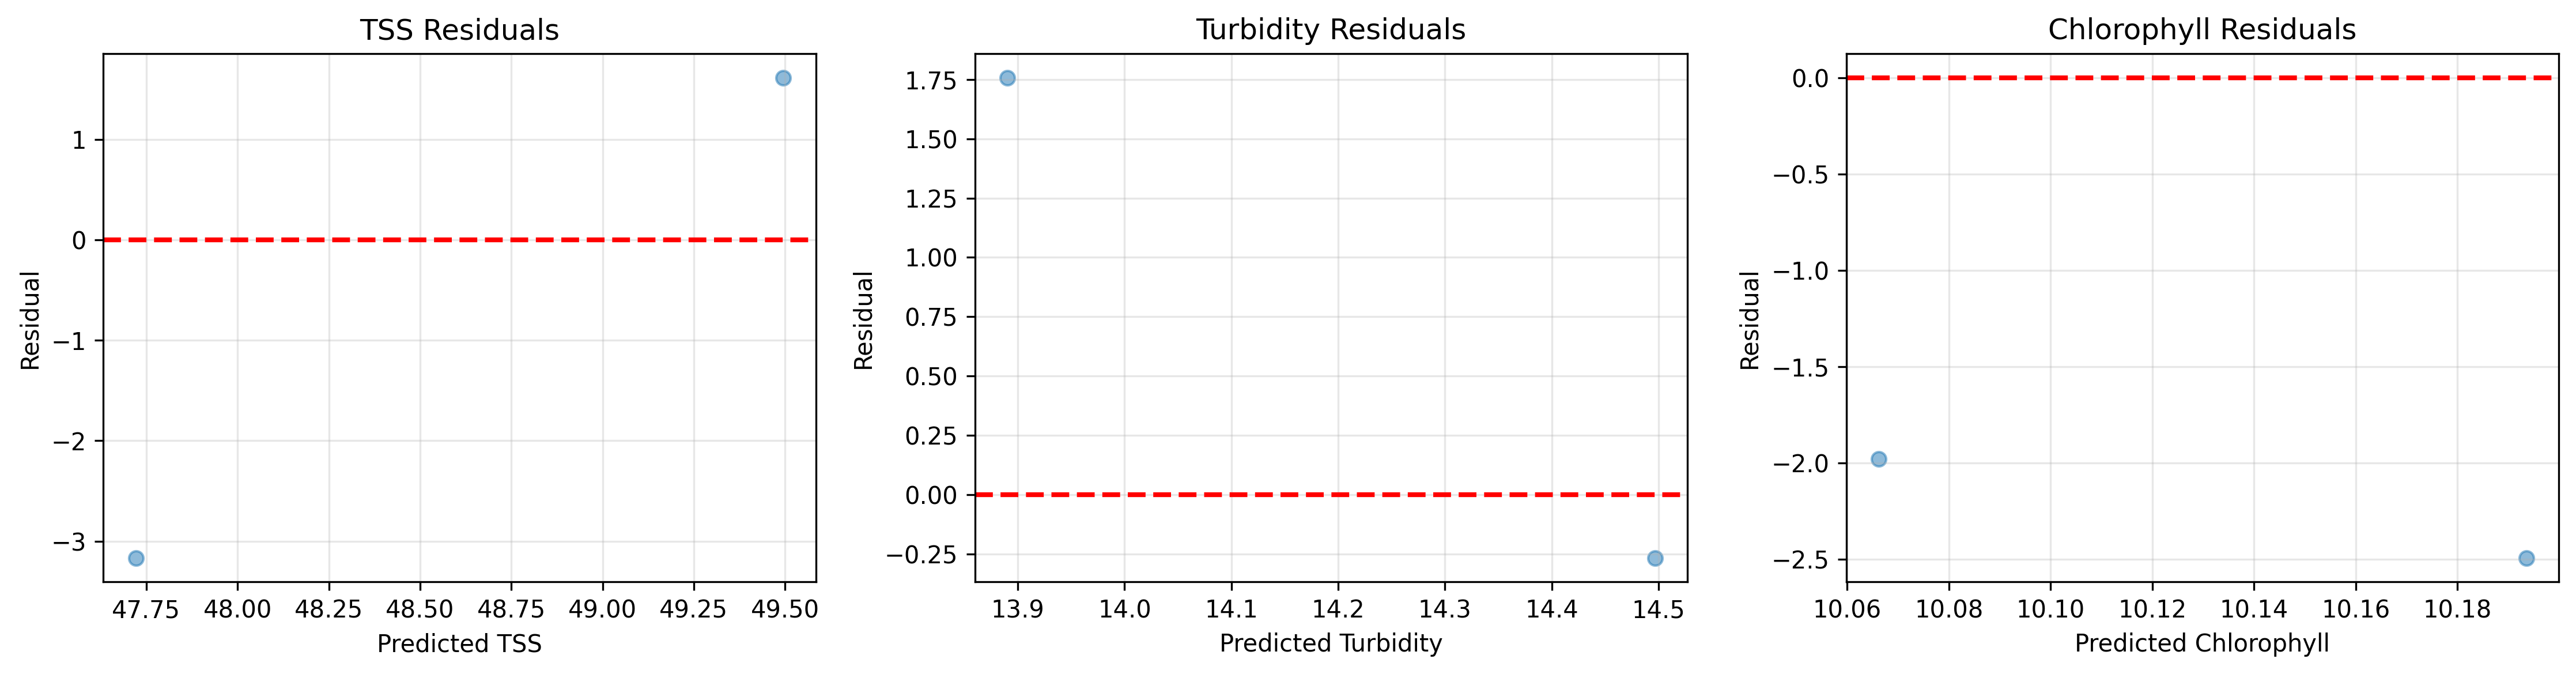 TSS Residuals
1
0
−1
−2
−3
Residual
47.75 48.00 48.25 48.50 48.75 49.00 49.25 49.50
Predicted TSS
Turbidity Residuals
1.75
1.50
1.25
1.00
0.75
0.50
0.25
0.00
−0.25
Residual
13.9 14.0 14.1 14.2 14.3 14.4 14.5
Predicted Turbidity
Chlorophyll Residuals
0.0
−0.5
−1.0
−1.5
−2.0
−2.5
Residual
10.06 10.08 10.10 10.12 10.14 10.16 10.18
Predicted Chlorophyll